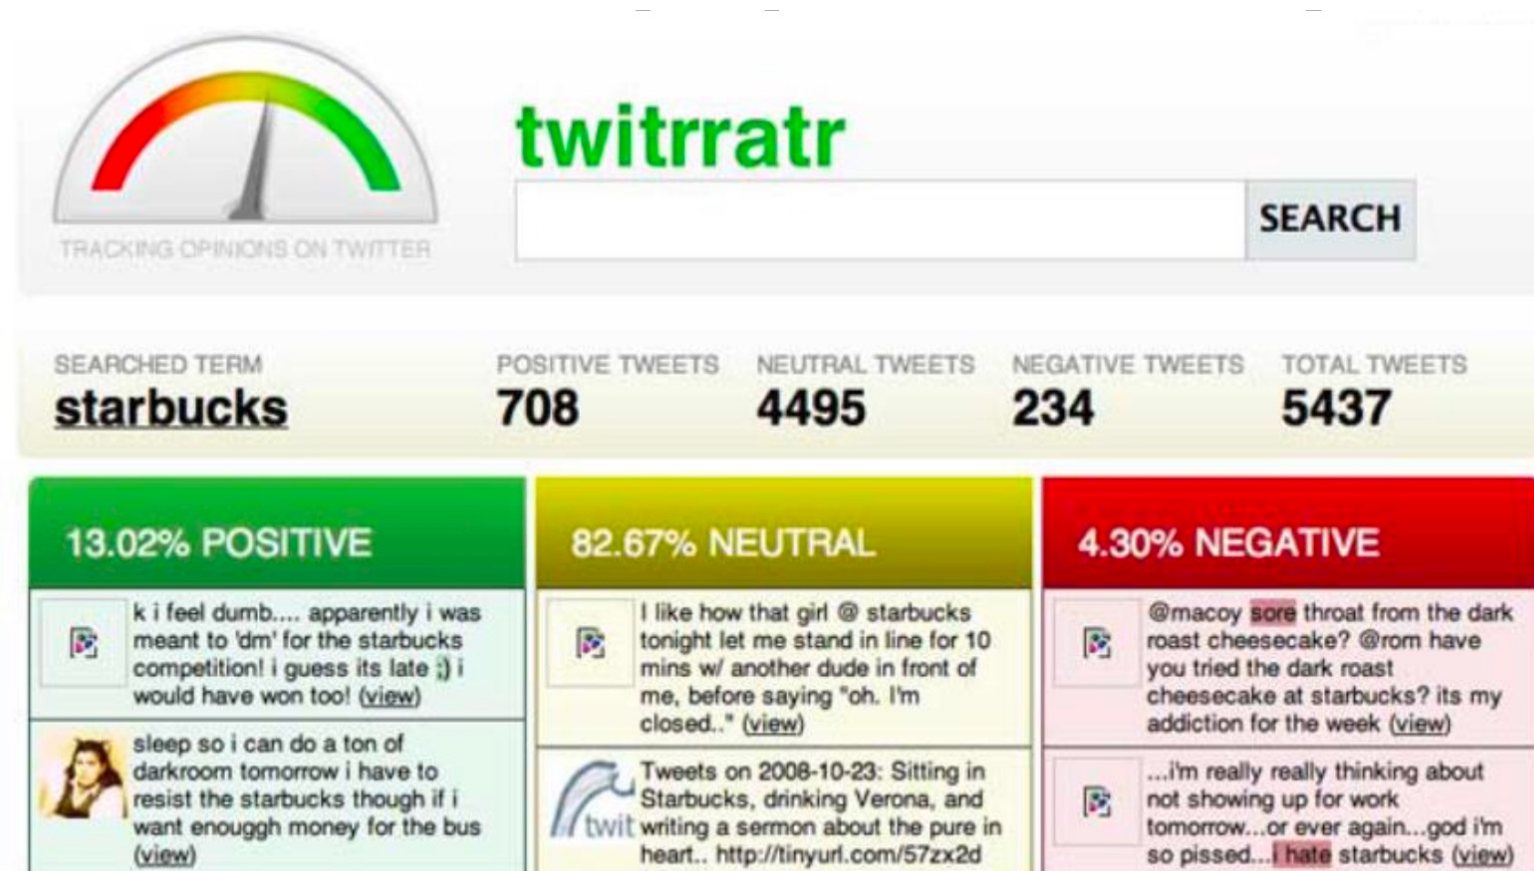 twitrratr
SEARCH
TRACKING OPINIONS ON TWITTER
SEARCHED TERM
starbucks
POSITIVE TWEETS
708
NEUTRAL TWEETS
4495
NEGATIVE TWEETS
234
TOTAL TWEETS
5437
13.02% POSITIVE
k i feel dumb.... apparently i was
meant to 'dm' for the starbucks
competition! i guess its late ;) i
would have won too! (view)
sleep so i can do a ton of
darkroom tomorrow i have to
resist the starbucks though if i
want enouggh money for the bus
(view)
82.67% NEUTRAL
I like how that girl @ starbucks
tonight let me stand in line for 10
mins w/ another dude in front of
me, before saying "oh. I'm
closed.." (view)
twit
Tweets on 2008-10-23: Sitting in
Starbucks, drinking Verona, and
writing a sermon about the pure in
heart.. http://tinyurl.com/57zx2d
4.30% NEGATIVE
@macoy sore throat from the dark
roast cheesecake? @rom have
you tried the dark roast
cheesecake at starbucks? its my
addiction for the week (view)
...i'm really really thinking about
not showing up for work
tomorrow...or ever again...god i'm
so pissed...i hate starbucks (view)